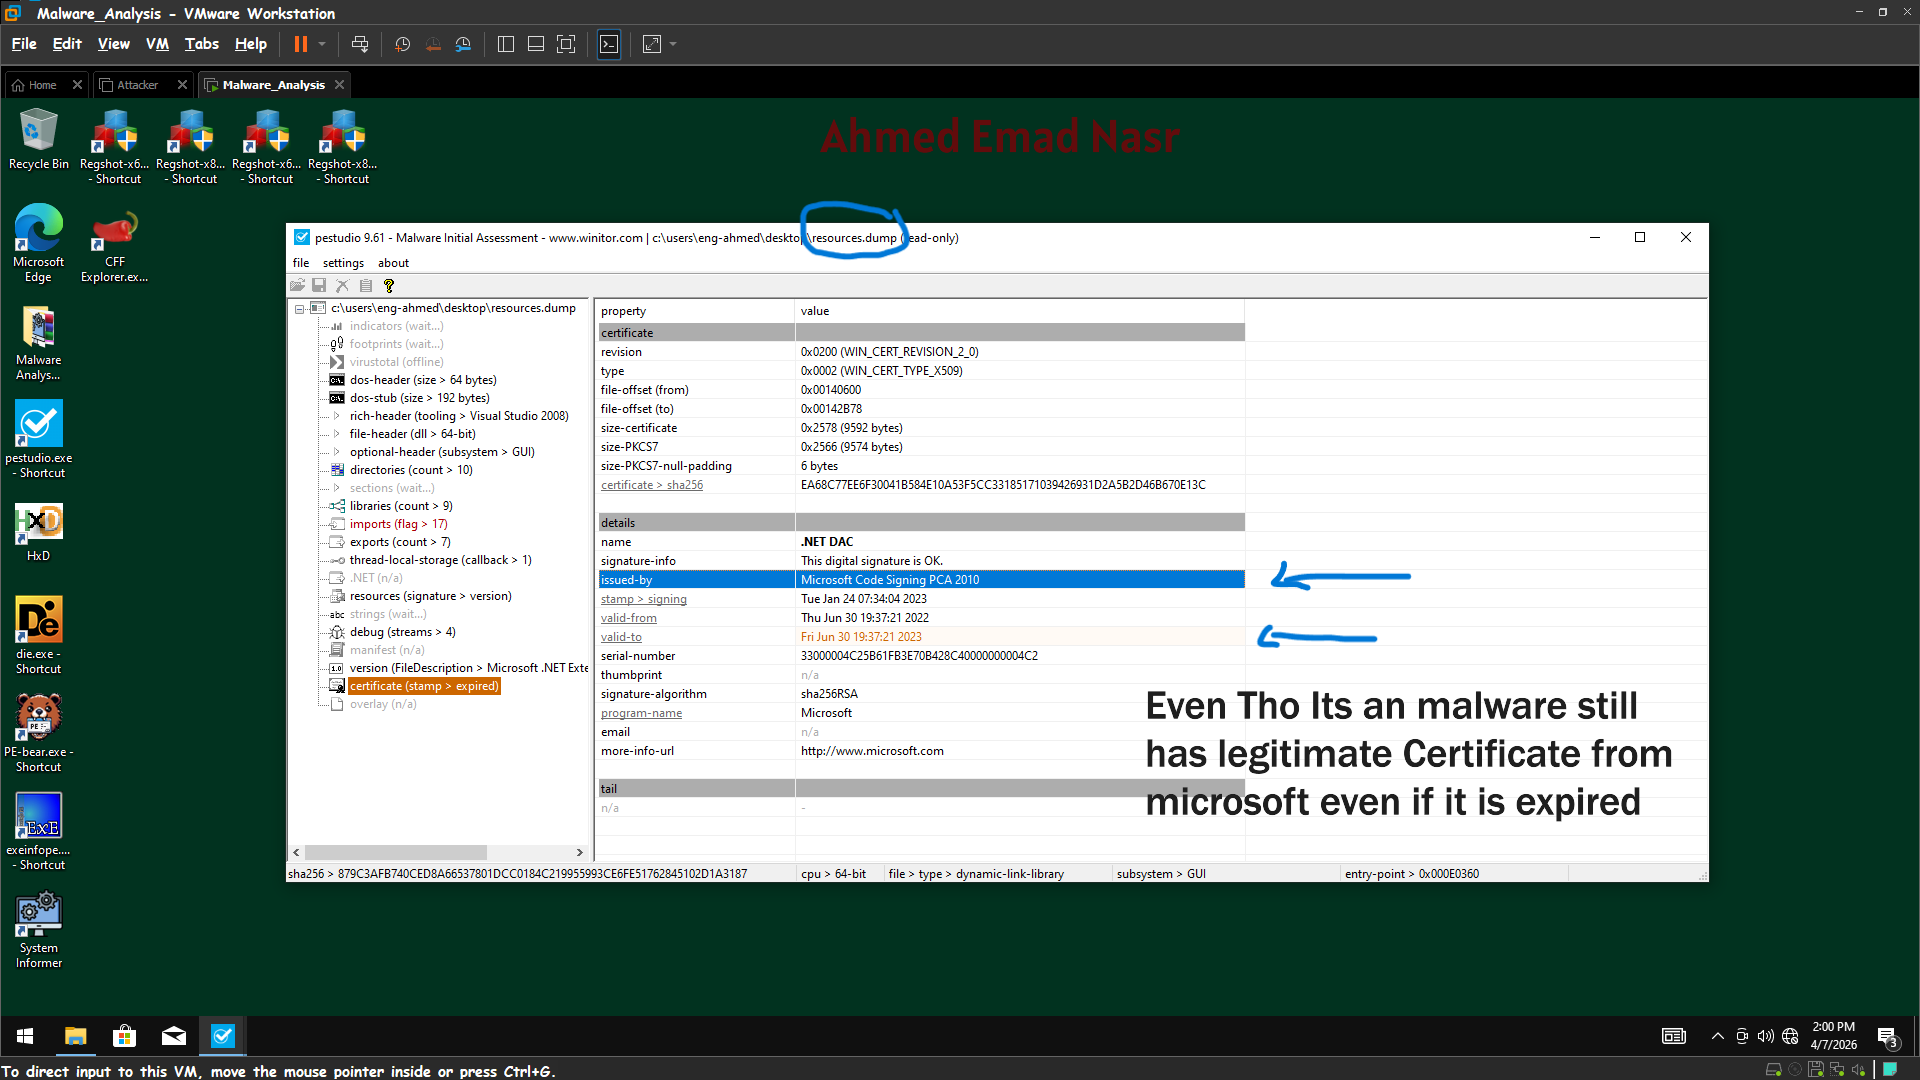 Malware_Analysis - VMware Workstation
File Edit View VM Tabs Help
Home
Attacker
Malware_Analysis
Ahmed Emad Nasr
Recycle Bin
Regshot-x6... - Shortcut
Regshot-x8... - Shortcut
Regshot-x6... - Shortcut
Regshot-x8... - Shortcut
Microsoft Edge
CFF Explorer.ex...
Malware Analys...
pestudio.exe - Shortcut
HxD
die.exe - Shortcut
PE-bear.exe - Shortcut
exeinfope.... - Shortcut
System Informer
pestudio 9.61 - Malware Initial Assessment - www.winitor.com | c:\users\eng-ahmed\desktop\resources.dump (read-only)
file settings about
c:\users\eng-ahmed\desktop\resources.dump
indicators (wait...)
footprints (wait...)
virustotal (offline)
dos-header (size > 64 bytes)
dos-stub (size > 192 bytes)
rich-header (tooling > Visual Studio 2008)
file-header (dll > 64-bit)
optional-header (subsystem > GUI)
directories (count > 10)
sections (wait...)
libraries (count > 9)
imports (flag > 17)
exports (count > 7)
thread-local-storage (callback > 1)
.NET (n/a)
resources (signature > version)
strings (wait...)
debug (streams > 4)
manifest (n/a)
version (FileDescription > Microsoft .NET Exte
certificate (stamp > expired)
overlay (n/a)
property value
certificate
revision 0x0200 (WIN_CERT_REVISION_2_0)
type 0x0002 (WIN_CERT_TYPE_X509)
file-offset (from) 0x00140600
file-offset (to) 0x00142B78
size-certificate 0x2578 (9592 bytes)
size-PKCS7 0x2566 (9574 bytes)
size-PKCS7-null-padding 6 bytes
certificate > sha256 EA68C77EE6F30041B584E10A53F5CC33185171039426931D2A5B2D46B670E13C
details
name .NET DAC
signature-info This digital signature is OK.
issued-by Microsoft Code Signing PCA 2010
stamp > signing Tue Jan 24 07:34:04 2023
valid-from Thu Jun 30 19:37:21 2022
valid-to Fri Jun 30 19:37:21 2023
serial-number 33000004C25B61FB3E70B428C40000000004C2
thumbprint n/a
signature-algorithm sha256RSA
program-name Microsoft
email n/a
more-info-url http://www.microsoft.com
tail
n/a -
Even Tho Its an malware still
has legitimate Certificate from
microsoft even if it is expired
sha256 > 879C3AFB740CED8A66537801DCC0184C219955993CE6FE51762845102D1A3187
cpu > 64-bit
file > type > dynamic-link-library
subsystem > GUI
entry-point > 0x000E0360
2:00 PM
4/7/2026
3
To direct input to this VM, move the mouse pointer inside or press Ctrl+G.